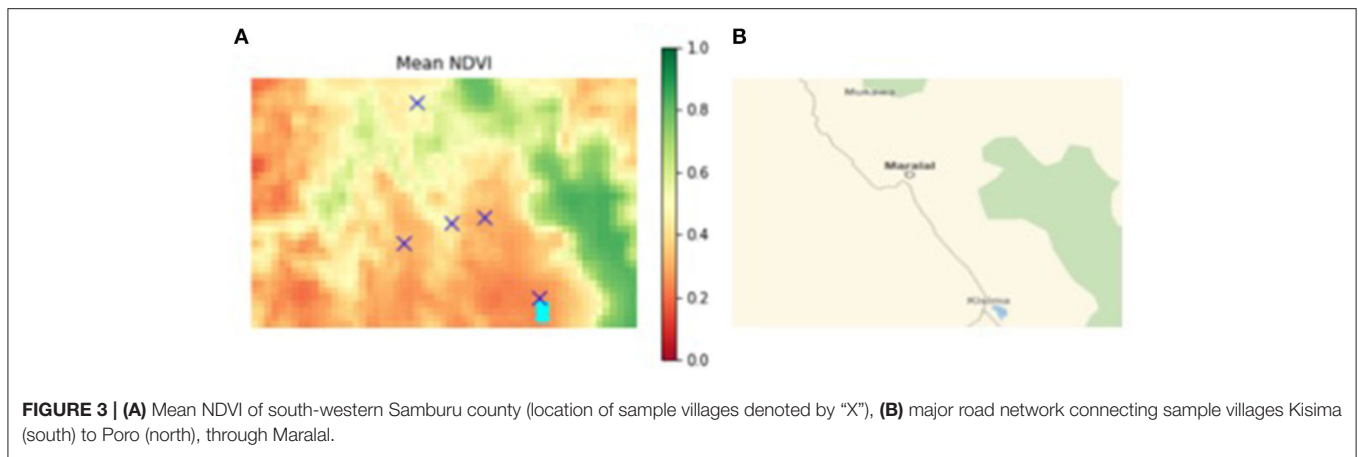 A
B
Mean NDVI
1.0
0.8
0.6
0.4
0.2
0.0
Mukawa
Maralal
Kisima
FIGURE 3 | (A) Mean NDVI of south-western Samburu county (location of sample villages denoted by “X”), (B) major road network connecting sample villages Kisima
(south) to Poro (north), through Maralal.